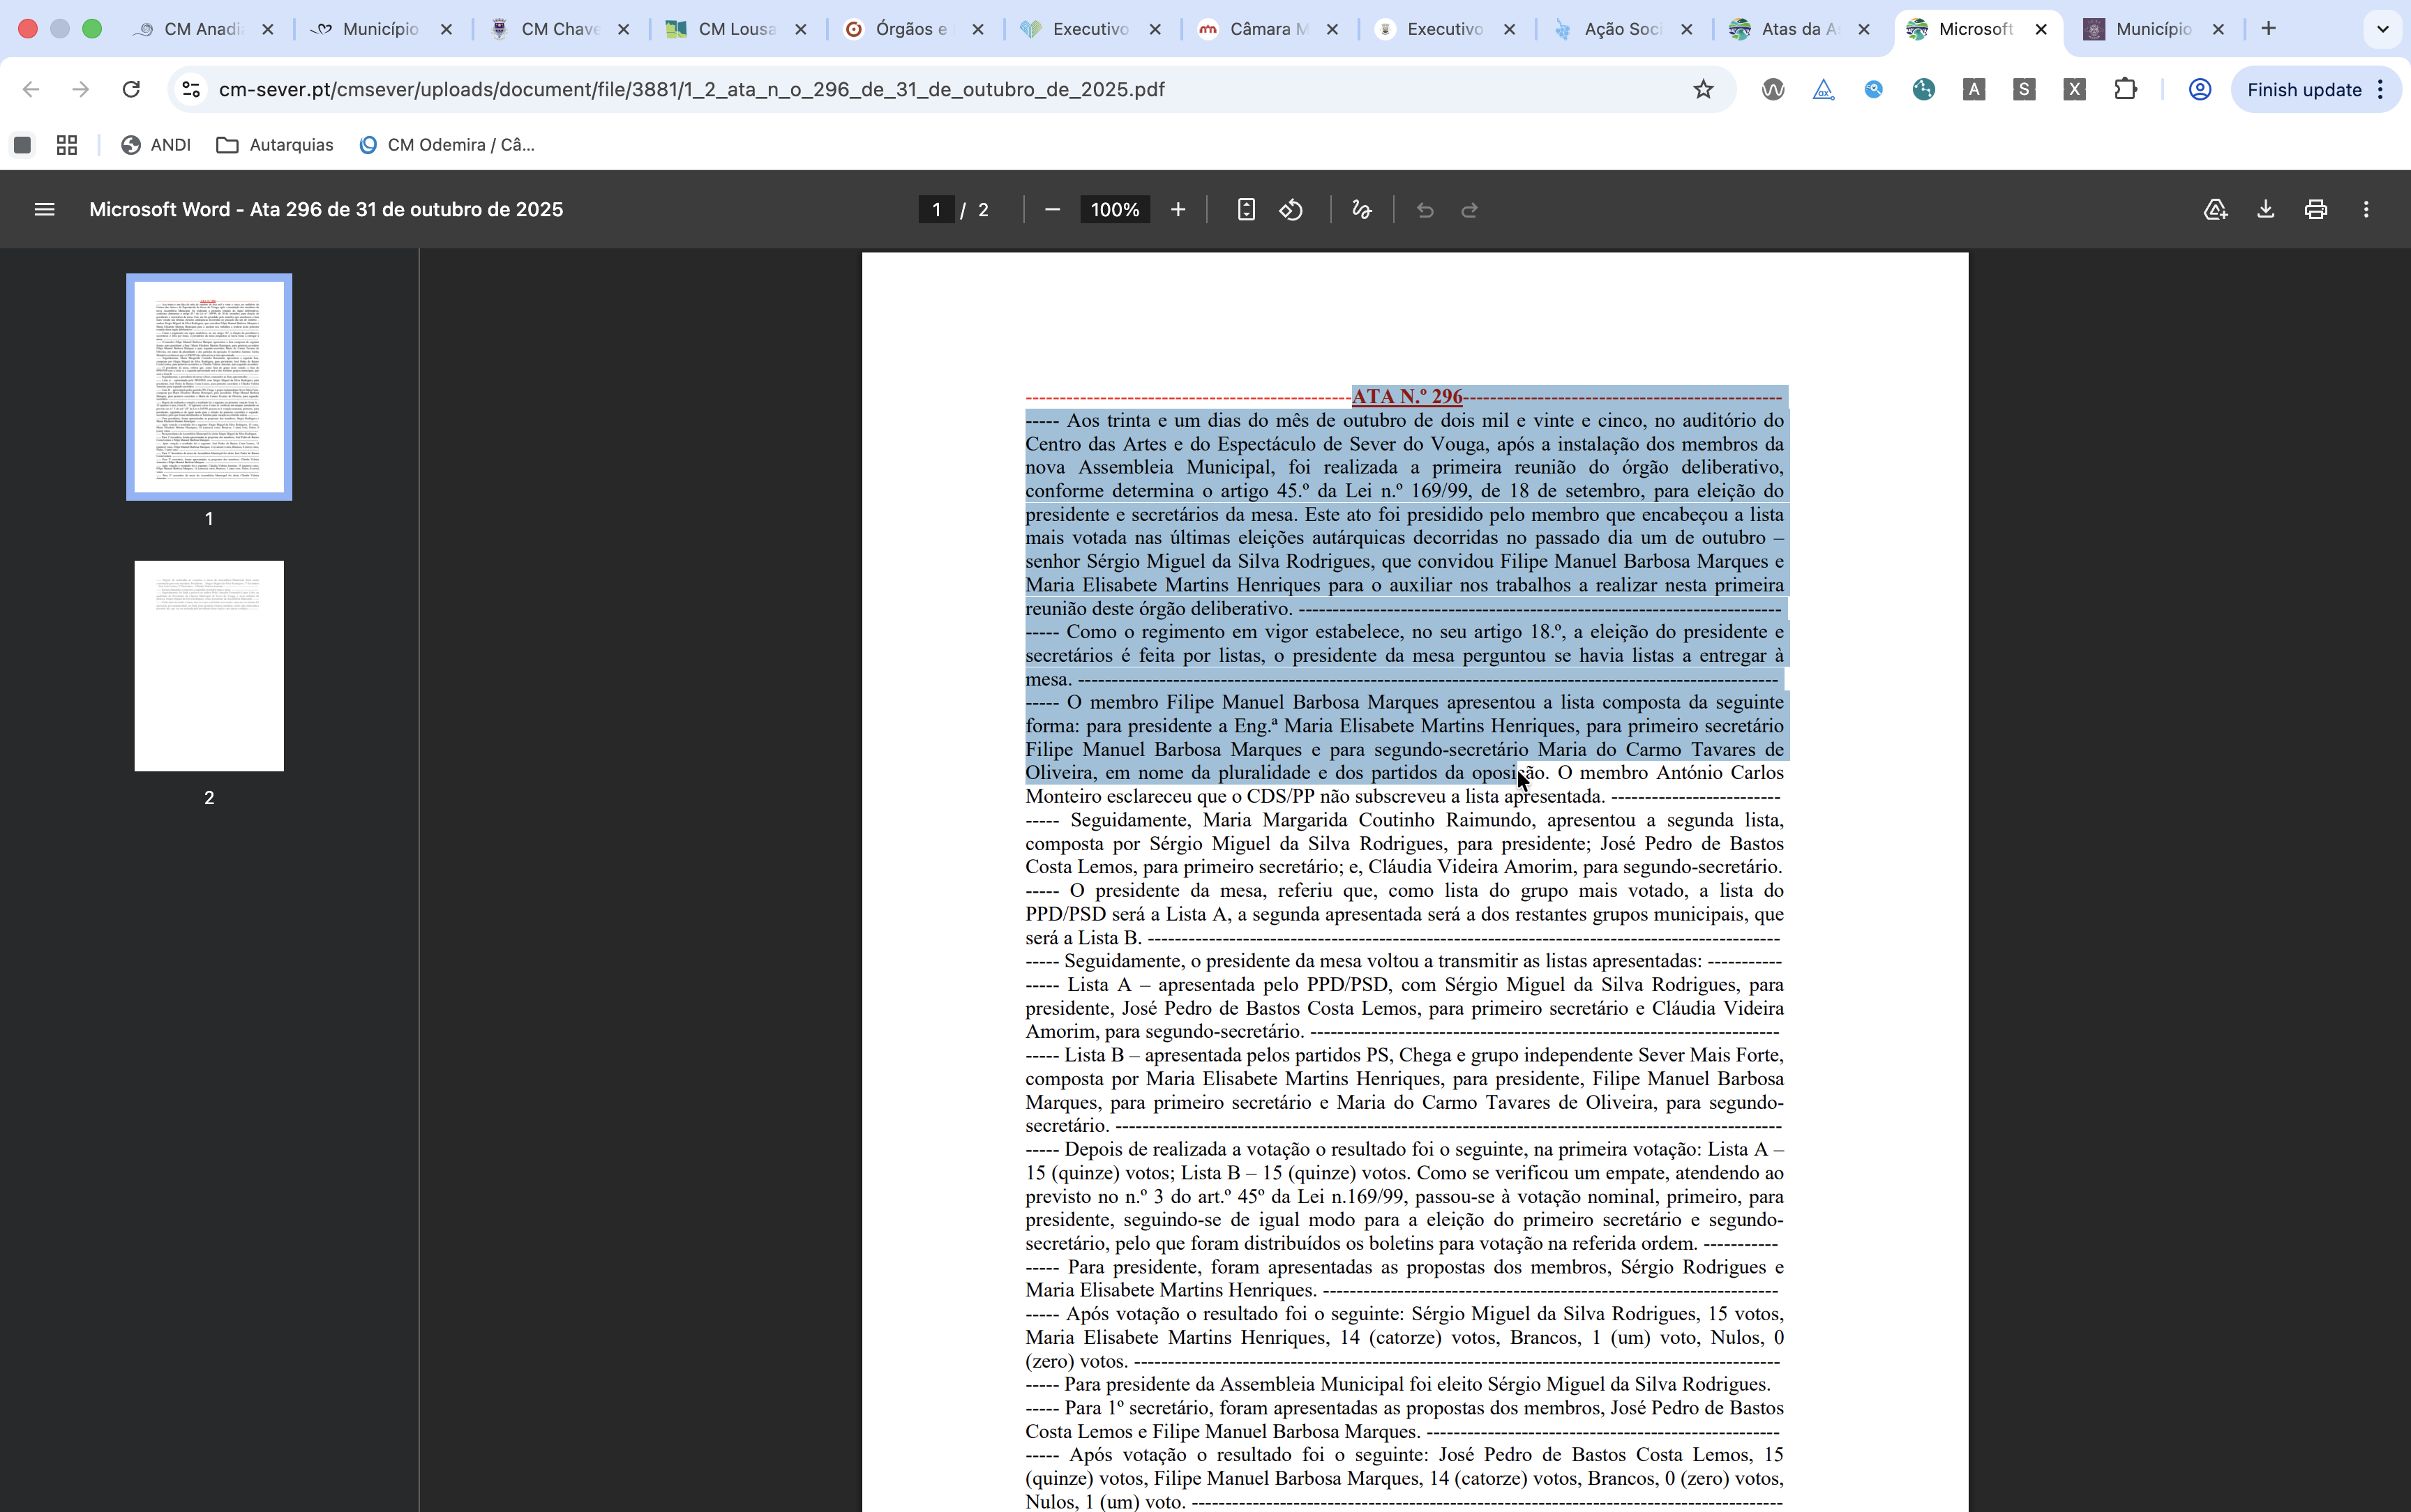 CM Anadi
Município
CM Chave
CM Lousa
Órgãos e
Executivo
Câmara M
Executivo
Ação Soc
Atas da A
Microsoft
Município
cm-sever.pt/cmsever/uploads/document/file/3881/1_2_ata_n_o_296_de_31_de_outubro_de_2025.pdf
A
S
X
Finish update
ANDI
Autarquias
CM Odemira / Câ...
Microsoft Word - Ata 296 de 31 de outubro de 2025
1 / 2
100%
1
2
----------------------------------------------ATA N.º 296----------------------------------------------
----- Aos trinta e um dias do mês de outubro de dois mil e vinte e cinco, no auditório do
Centro das Artes e do Espectáculo de Sever do Vouga, após a instalação dos membros da
nova Assembleia Municipal, foi realizada a primeira reunião do órgão deliberativo,
conforme determina o artigo 45.º da Lei n.º 169/99, de 18 de setembro, para eleição do
presidente e secretários da mesa. Este ato foi presidido pelo membro que encabeçou a lista
mais votada nas últimas eleições autárquicas decorridas no passado dia um de outubro –
senhor Sérgio Miguel da Silva Rodrigues, que convidou Filipe Manuel Barbosa Marques e
Maria Elisabete Martins Henriques para o auxiliar nos trabalhos a realizar nesta primeira
reunião deste órgão deliberativo. ------------------------------------------------------------------------
----- Como o regimento em vigor estabelece, no seu artigo 18.º, a eleição do presidente e
secretários é feita por listas, o presidente da mesa perguntou se havia listas a entregar à
mesa. --------------------------------------------------------------------------------------------------------
----- O membro Filipe Manuel Barbosa Marques apresentou a lista composta da seguinte
forma: para presidente a Eng.ª Maria Elisabete Martins Henriques, para primeiro secretário
Filipe Manuel Barbosa Marques e para segundo-secretário Maria do Carmo Tavares de
Oliveira, em nome da pluralidade e dos partidos da oposição. O membro António Carlos
Monteiro esclareceu que o CDS/PP não subscreveu a lista apresentada. -------------------------
----- Seguidamente, Maria Margarida Coutinho Raimundo, apresentou a segunda lista,
composta por Sérgio Miguel da Silva Rodrigues, para presidente; José Pedro de Bastos
Costa Lemos, para primeiro secretário; e, Cláudia Videira Amorim, para segundo-secretário.
----- O presidente da mesa, referiu que, como lista do grupo mais votado, a lista do
PPD/PSD será a Lista A, a segunda apresentada será a dos restantes grupos municipais, que
será a Lista B. ----------------------------------------------------------------------------------------------
----- Seguidamente, o presidente da mesa voltou a transmitir as listas apresentadas: -----------
----- Lista A – apresentada pelo PPD/PSD, com Sérgio Miguel da Silva Rodrigues, para
presidente, José Pedro de Bastos Costa Lemos, para primeiro secretário e Cláudia Videira
Amorim, para segundo-secretário. ----------------------------------------------------------------------
----- Lista B – apresentada pelos partidos PS, Chega e grupo independente Sever Mais Forte,
composta por Maria Elisabete Martins Henriques, para presidente, Filipe Manuel Barbosa
Marques, para primeiro secretário e Maria do Carmo Tavares de Oliveira, para segundo-
secretário. ---------------------------------------------------------------------------------------------------
----- Depois de realizada a votação o resultado foi o seguinte, na primeira votação: Lista A –
15 (quinze) votos; Lista B – 15 (quinze) votos. Como se verificou um empate, atendendo ao
previsto no n.º 3 do art.º 45º da Lei n.169/99, passou-se à votação nominal, primeiro, para
presidente, seguindo-se de igual modo para a eleição do primeiro secretário e segundo-
secretário, pelo que foram distribuídos os boletins para votação na referida ordem. -----------
----- Para presidente, foram apresentadas as propostas dos membros, Sérgio Rodrigues e
Maria Elisabete Martins Henriques. --------------------------------------------------------------------
----- Após votação o resultado foi o seguinte: Sérgio Miguel da Silva Rodrigues, 15 votos,
Maria Elisabete Martins Henriques, 14 (catorze) votos, Brancos, 1 (um) voto, Nulos, 0
(zero) votos. ------------------------------------------------------------------------------------------------
----- Para presidente da Assembleia Municipal foi eleito Sérgio Miguel da Silva Rodrigues.
----- Para 1º secretário, foram apresentadas as propostas dos membros, José Pedro de Bastos
Costa Lemos e Filipe Manuel Barbosa Marques. -----------------------------------------------------
----- Após votação o resultado foi o seguinte: José Pedro de Bastos Costa Lemos, 15
(quinze) votos, Filipe Manuel Barbosa Marques, 14 (catorze) votos, Brancos, 0 (zero) votos,
Nulos, 1 (um) voto. ----------------------------------------------------------------------------------------